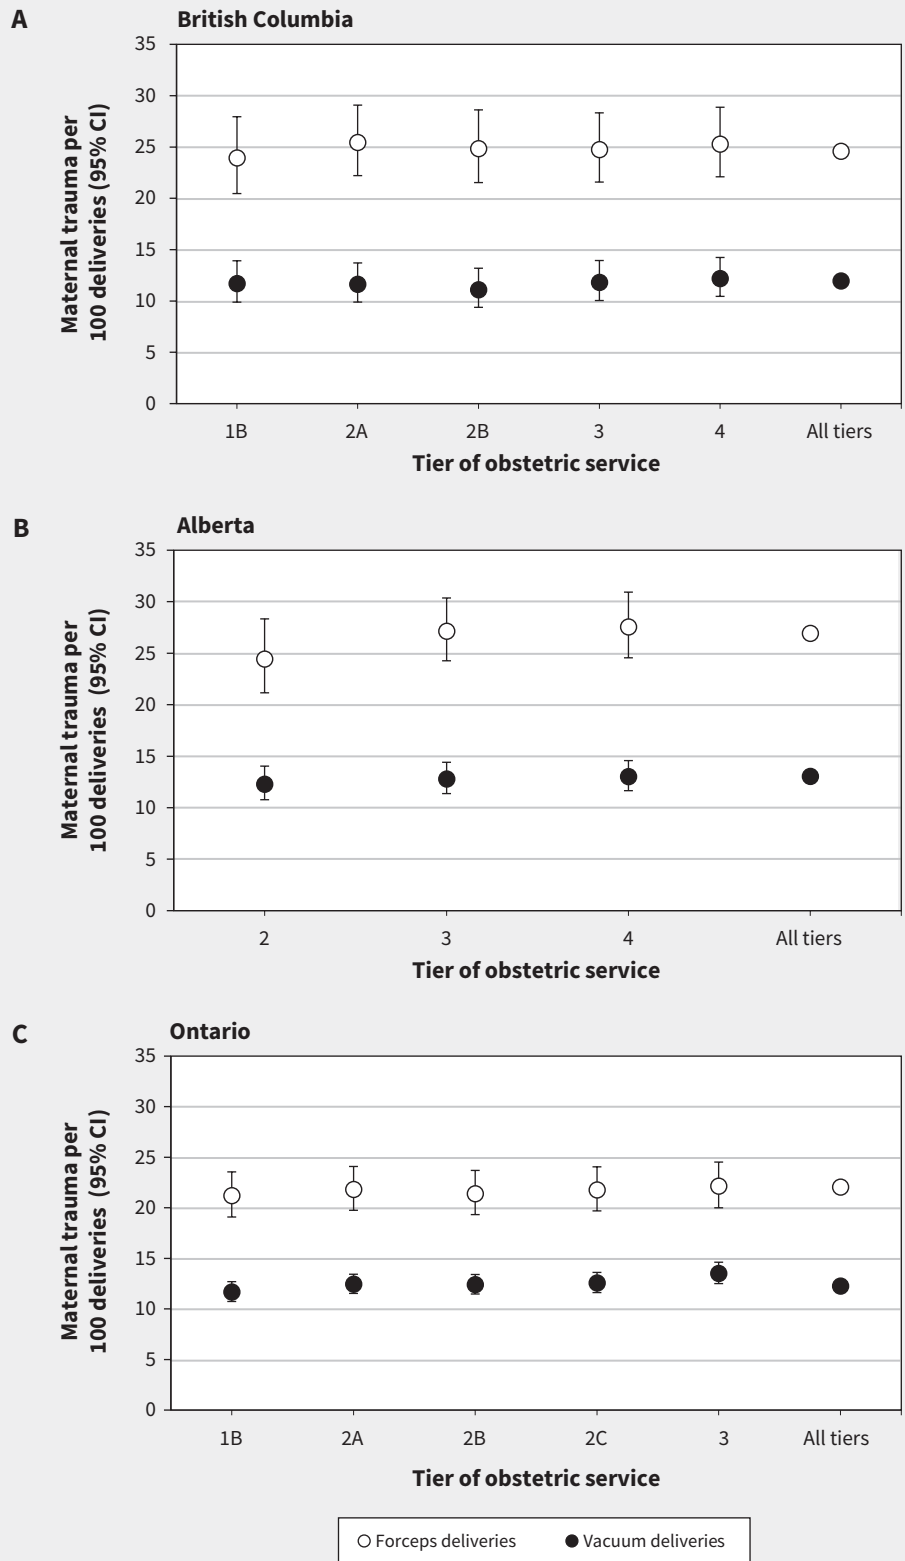 A
British Columbia
Maternal trauma per
100 deliveries (95% CI)
35
30
25
20
15
10
5
0
1B 2A 2B 3 4 All tiers
Tier of obstetric service
B
Alberta
Maternal trauma per
100 deliveries (95% CI)
35
30
25
20
15
10
5
0
2 3 4 All tiers
Tier of obstetric service
C
Ontario
Maternal trauma per
100 deliveries (95% CI)
35
30
25
20
15
10
5
0
1B 2A 2B 2C 3 All tiers
Tier of obstetric service
Forceps deliveries Vacuum deliveries